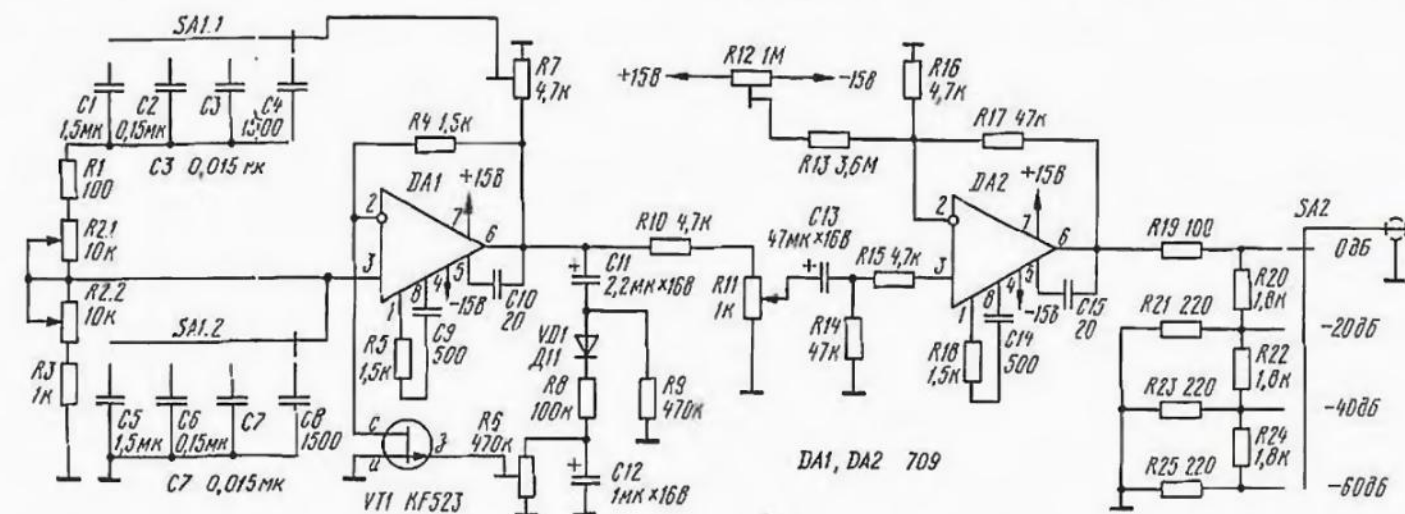 SA1.1
C1
1,5мк
C2
0,15мк
C3
C4
1500
C3 0,015 мк
R1
100
R2.1
10к
R2.2
10к
R3
1к
SA1.2
C5
1,5мк
C6
0,15мк
C7
C8
1500
C7 0,015мк
R7
4,7к
R4 1,5к
DA1
+15В
2
3
7
6
5
4
8
1
-15В
C10
20
C9
500
R5
1,5к
с
и
з
VT1 KF523
R6
470к
C11
2,2мк×16В
VD1
Д11
R8
100к
R9
470к
C12
1мк×16В
R10 4,7к
R11
1к
C13
47мк×16В
R14
47к
R15 4,7к
+15В
R12 1М
-15В
R13 3,6М
R16
4,7к
R17 47к
DA2
+15В
2
3
7
6
5
4
8
1
-15В
C15
20
C14
500
R18
1,5к
DA1, DA2 709
R19 100
SA2
0дБ
R20
1,8к
R21 220
-20дБ
R22
1,8к
R23 220
-40дБ
R24
1,8к
R25 220
-60дБ